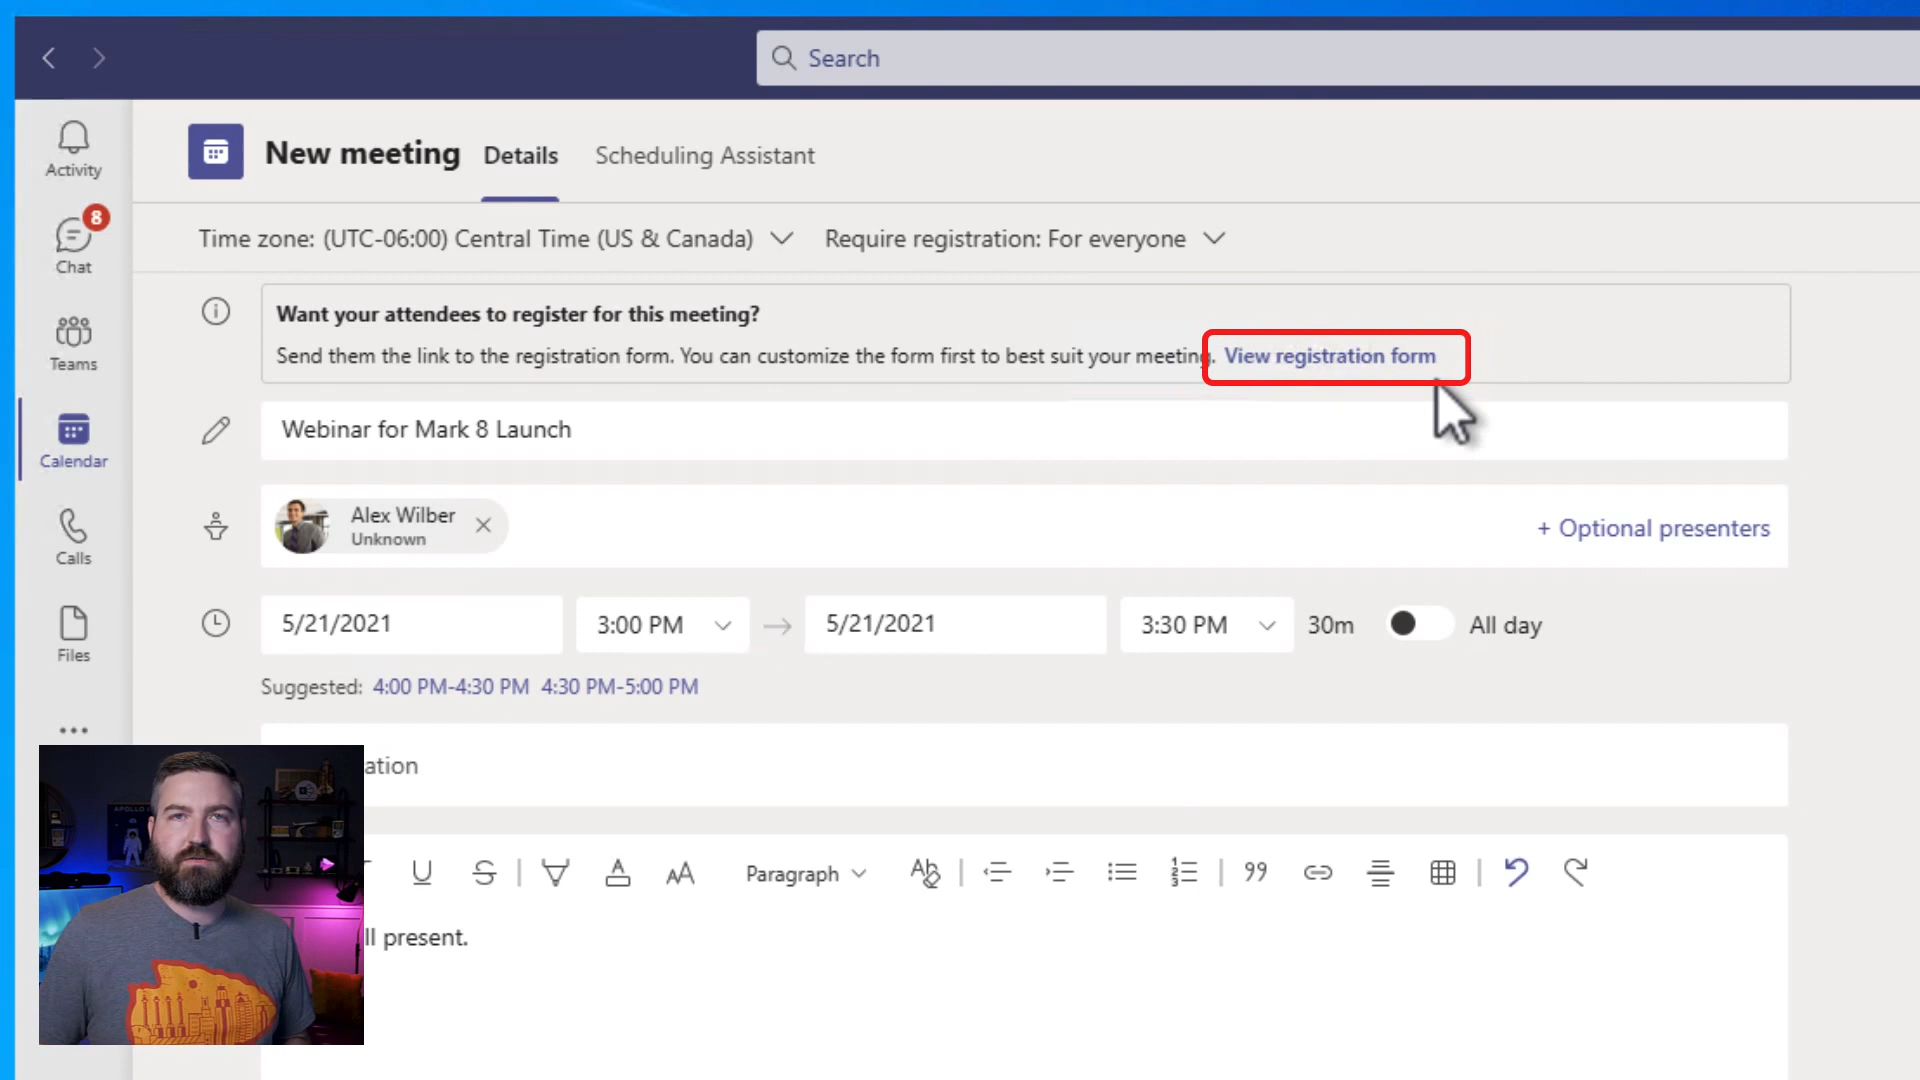 Search
Activity
8
Chat
Teams
Calendar
Calls
Files
New meeting Details Scheduling Assistant
Time zone: (UTC-06:00) Central Time (US & Canada) Require registration: For everyone
Want your attendees to register for this meeting?
Send them the link to the registration form. You can customize the form first to best suit your meeting. View registration form
Webinar for Mark 8 Launch
Alex Wilber
Unknown
+ Optional presenters
5/21/2021 3:00 PM 5/21/2021 3:30 PM 30m All day
Suggested: 4:00 PM-4:30 PM 4:30 PM-5:00 PM
ation
Paragraph
ll present.
APOLLO